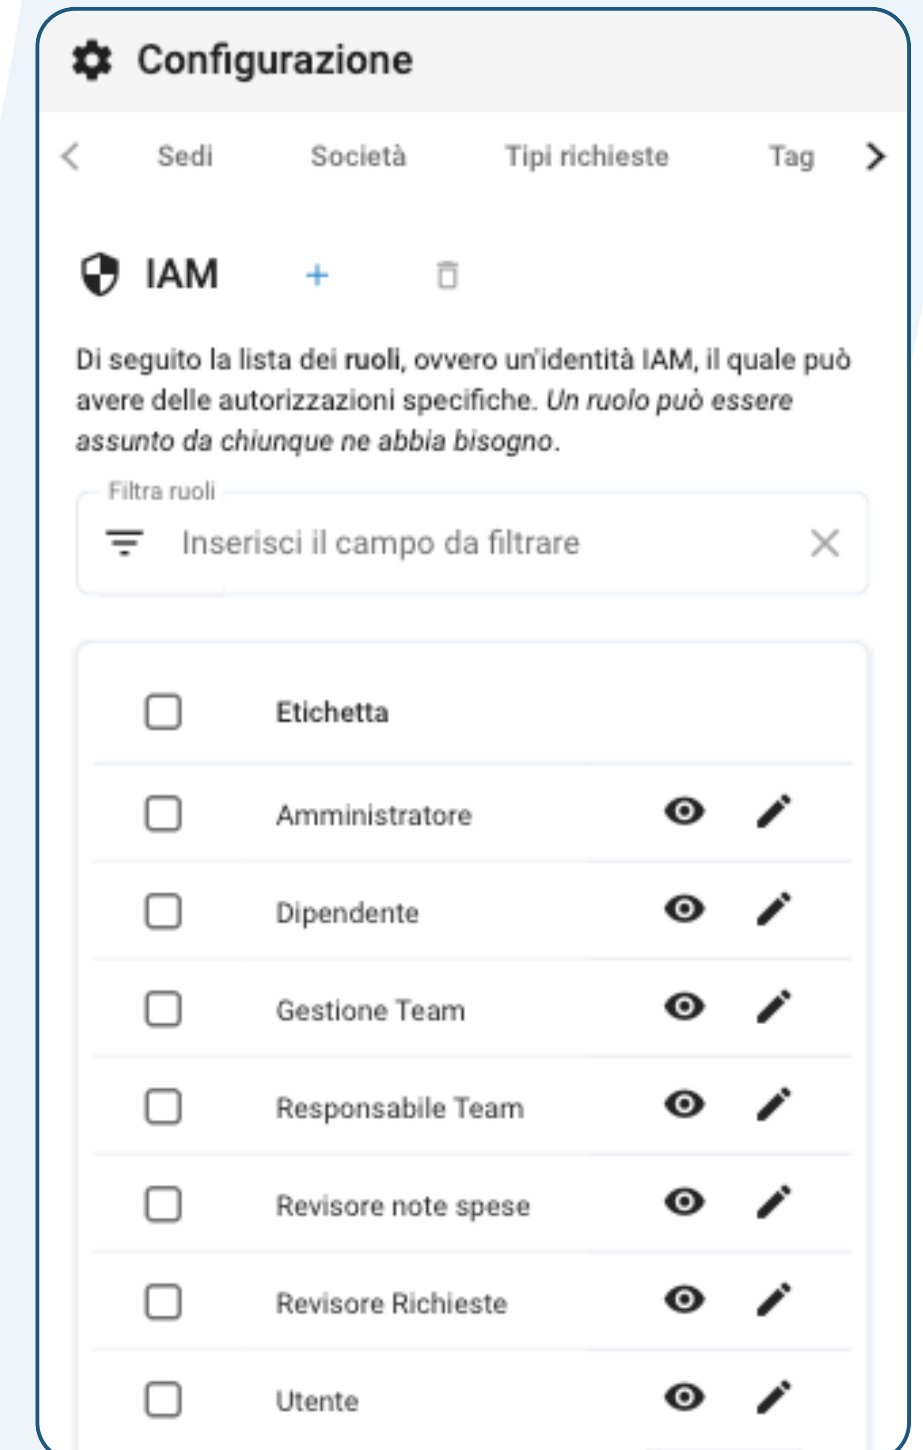 Configurazione
Sedi Società Tipi richieste Tag
IAM
Di seguito la lista dei ruoli, ovvero un'identità IAM, il quale può
avere delle autorizzazioni specifiche. Un ruolo può essere
assunto da chiunque ne abbia bisogno.
Filtra ruoli
Inserisci il campo da filtrare
Etichetta
Amministratore
Dipendente
Gestione Team
Responsabile Team
Revisore note spese
Revisore Richieste
Utente